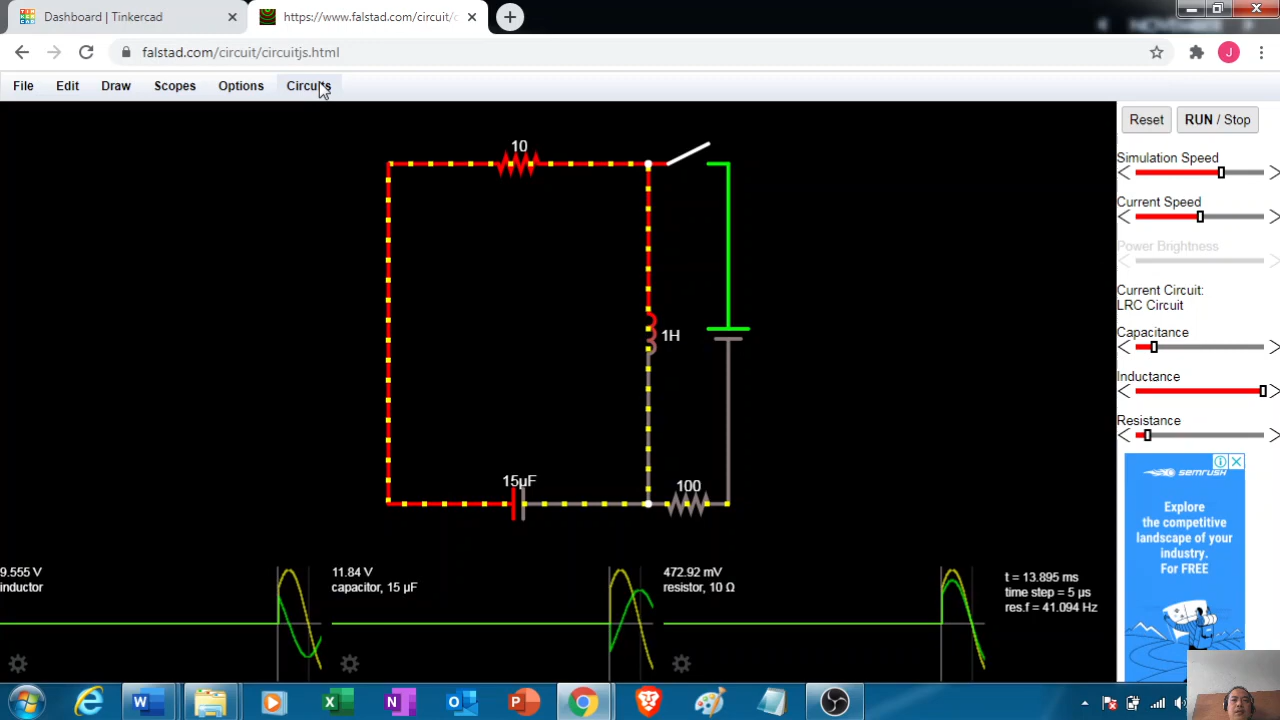 Dashboard | Tinkercad
https://www.falstad.com/circuit/c
falstad.com/circuit/circuitjs.html
J
File
Edit
Draw
Scopes
Options
Circuits
Reset
RUN / Stop
Simulation Speed
Current Speed
Power Brightness
Current Circuit:
LRC Circuit
Capacitance
Inductance
Resistance
10
1H
15µF
100
SEMRUSH
Explore
the competitive
landscape of your
industry.
For FREE
9.555 V
inductor
11.84 V
capacitor, 15 µF
472.92 mV
resistor, 10 Ω
t = 13.895 ms
time step = 5 µs
res.f = 41.094 Hz